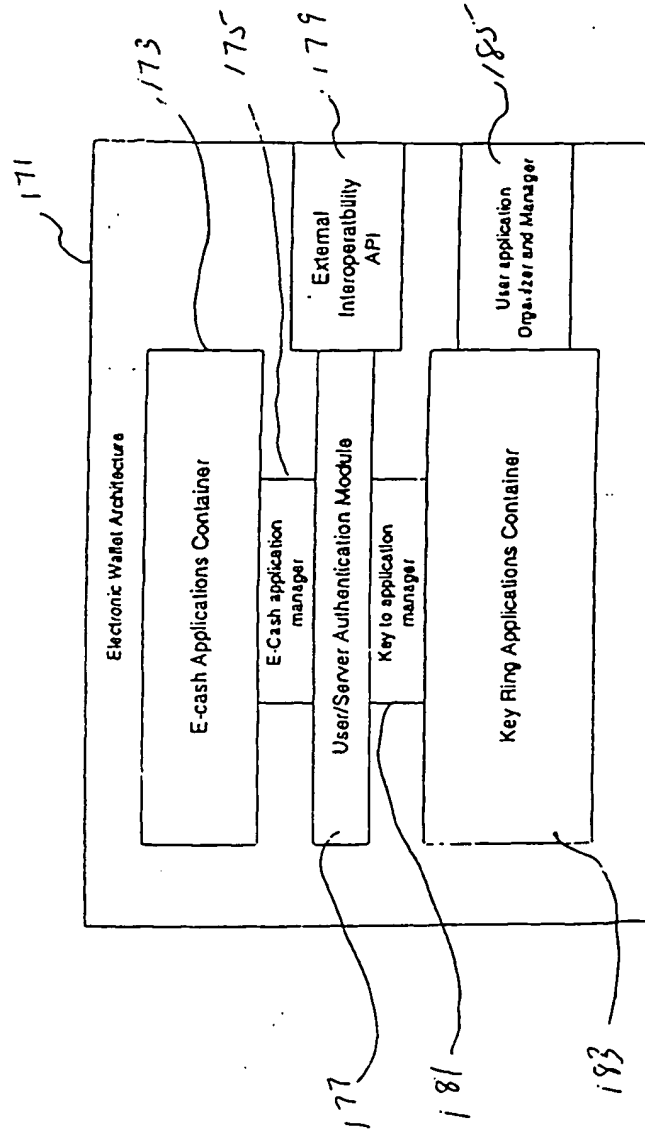 171
173
175
179
185
Electronic Wallet Architecture
E-cash Applications Container
E-Cash application
manager
User/Server Authentication Module
External
Interoperability
API
Key to application
manager
Key Ring Applications Container
User application
Organizer and Manager
177
181
183